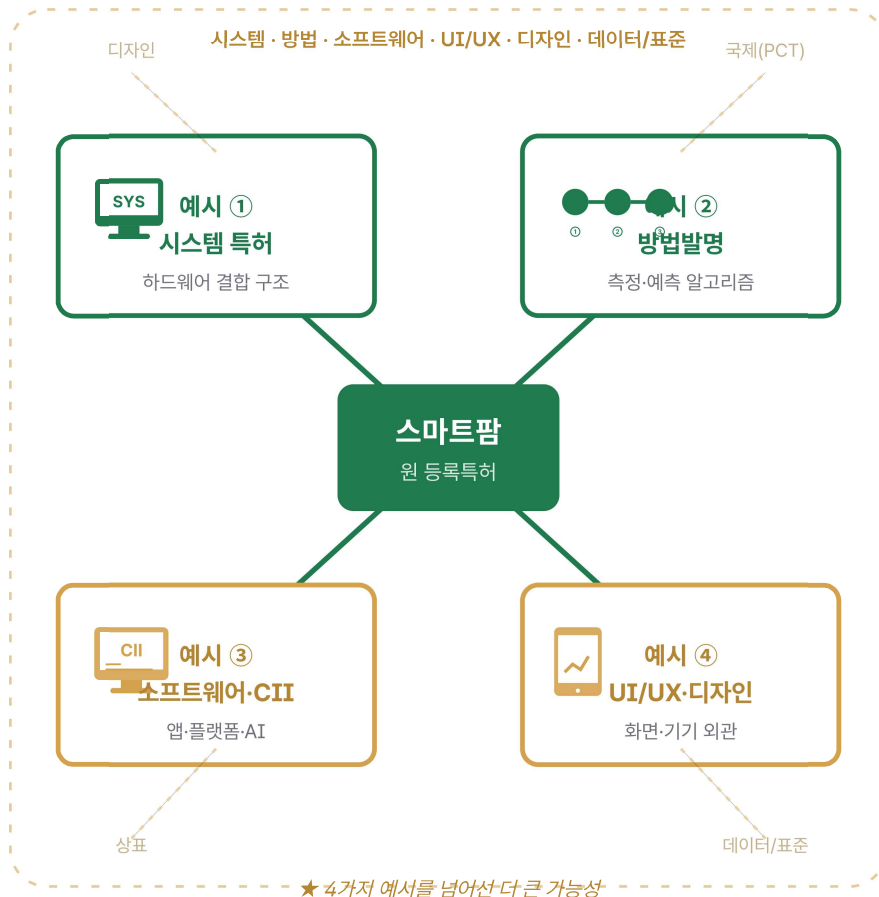 시스템 · 방법 · 소프트웨어 · UI/UX · 디자인 · 데이터/표준
디자인
국제(PCT)
SYS
예시 ①
시스템 특허
하드웨어 결합 구조
시 ②
① ② ③
방법발명
측정·예측 알고리즘
스마트팜
원 등록특허
CII
예시 ③
소프트웨어·CII
앱·플랫폼·AI
예시 ④
UI/UX·디자인
화면·기기 외관
상표
데이터/표준
★ 4가지 예시를 넘어선 더 큰 가능성